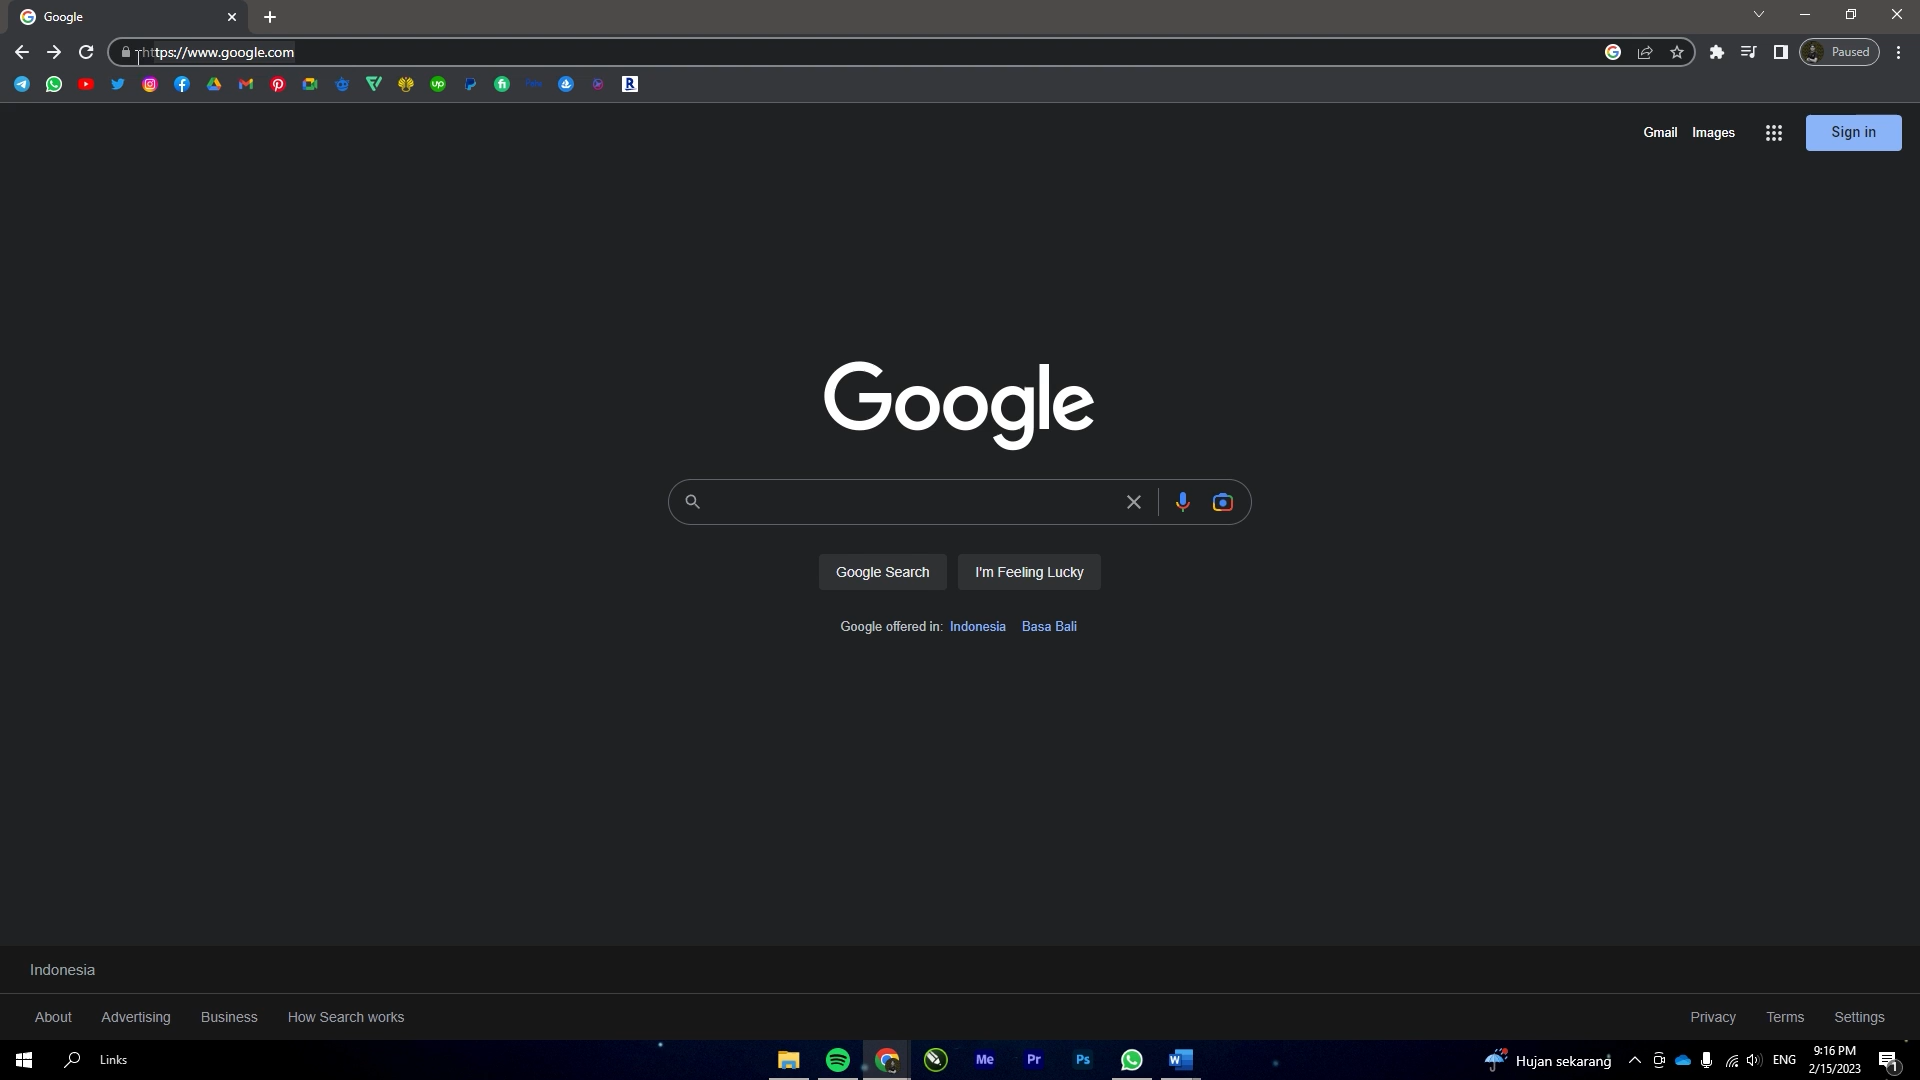 Google
https://www.google.com
Paused
Gmail Images Sign in
Google
Google Search I'm Feeling Lucky
Google offered in: Indonesia Basa Bali
Indonesia
About Advertising Business How Search works Privacy Terms Settings
Links Me Pr Ps W Hujan sekarang ENG 9:16 PM
2/15/2023 1